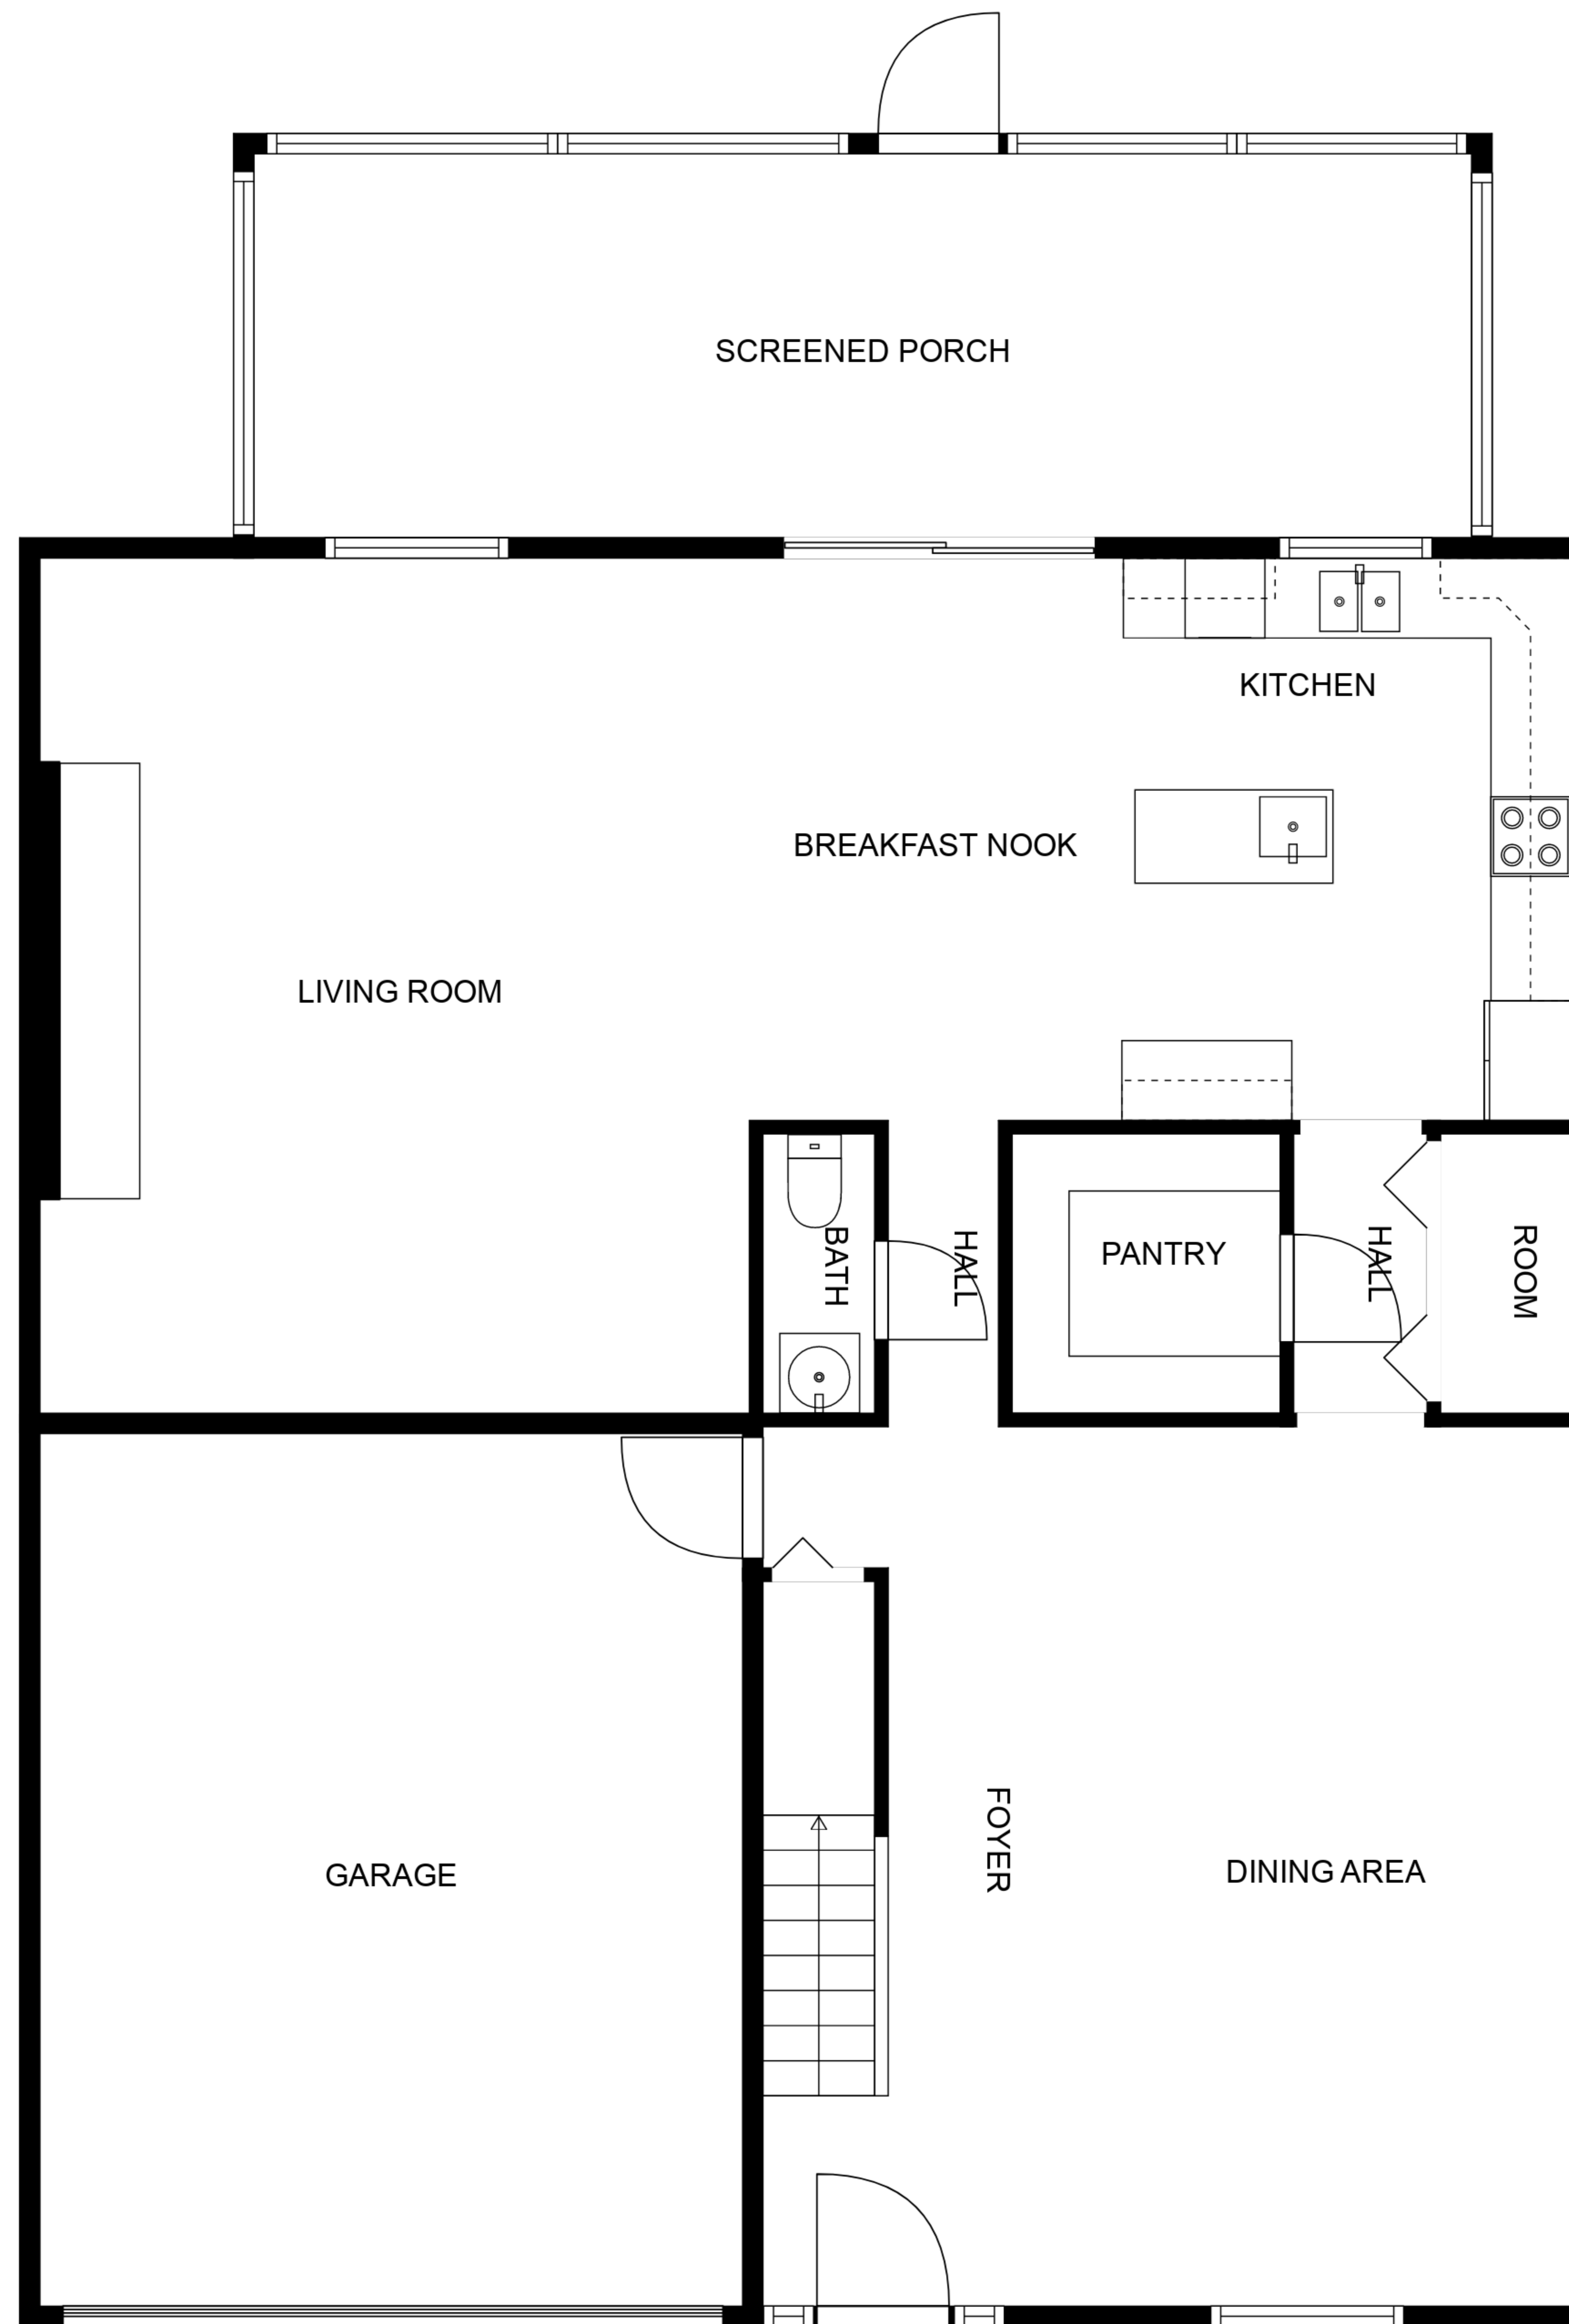 SCREENED PORCH
KITCHEN
BREAKFAST NOOK
LIVING ROOM
BATH
HALL
PANTRY
HALL
ROOM
FOYER
GARAGE
DINING AREA